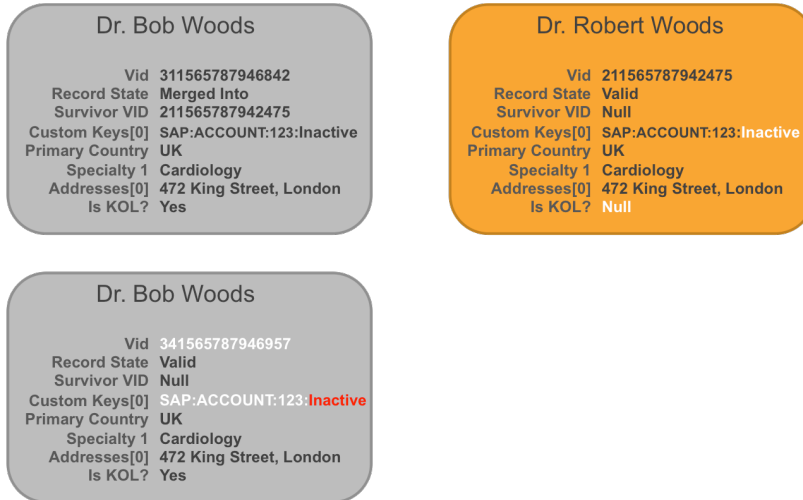 Dr. Bob Woods
Vid 311565787946842
Record State Merged Into
Survivor VID 211565787942475
Custom Keys[0] SAP:ACCOUNT:123:Inactive
Primary Country UK
Specialty 1 Cardiology
Addresses[0] 472 King Street, London
Is KOL? Yes
Dr. Robert Woods
Vid 211565787942475
Record State Valid
Survivor VID Null
Custom Keys[0] SAP:ACCOUNT:123:Inactive
Primary Country UK
Specialty 1 Cardiology
Addresses[0] 472 King Street, London
Is KOL? Null
Dr. Bob Woods
Vid 341565787946957
Record State Valid
Survivor VID Null
Custom Keys[0] SAP:ACCOUNT:123:Inactive
Primary Country UK
Specialty 1 Cardiology
Addresses[0] 472 King Street, London
Is KOL? Yes